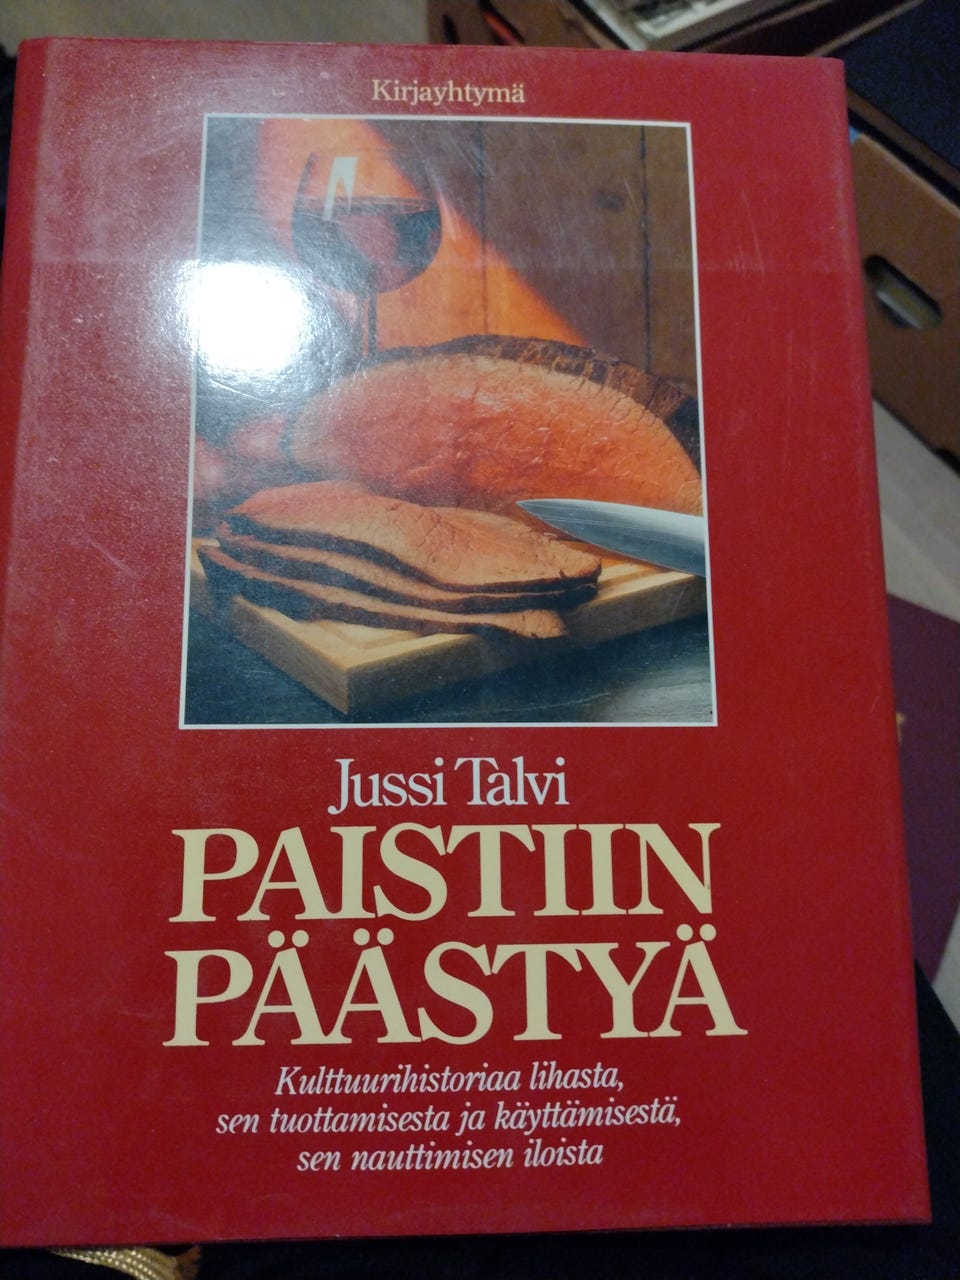 Kirjayhtymä
Jussi Talvi
PAISTIIN
PÄÄSTYÄ
Kulttuurihistoriaa lihasta,
sen tuottamisesta ja käyttämisestä,
sen nauttimisen iloista